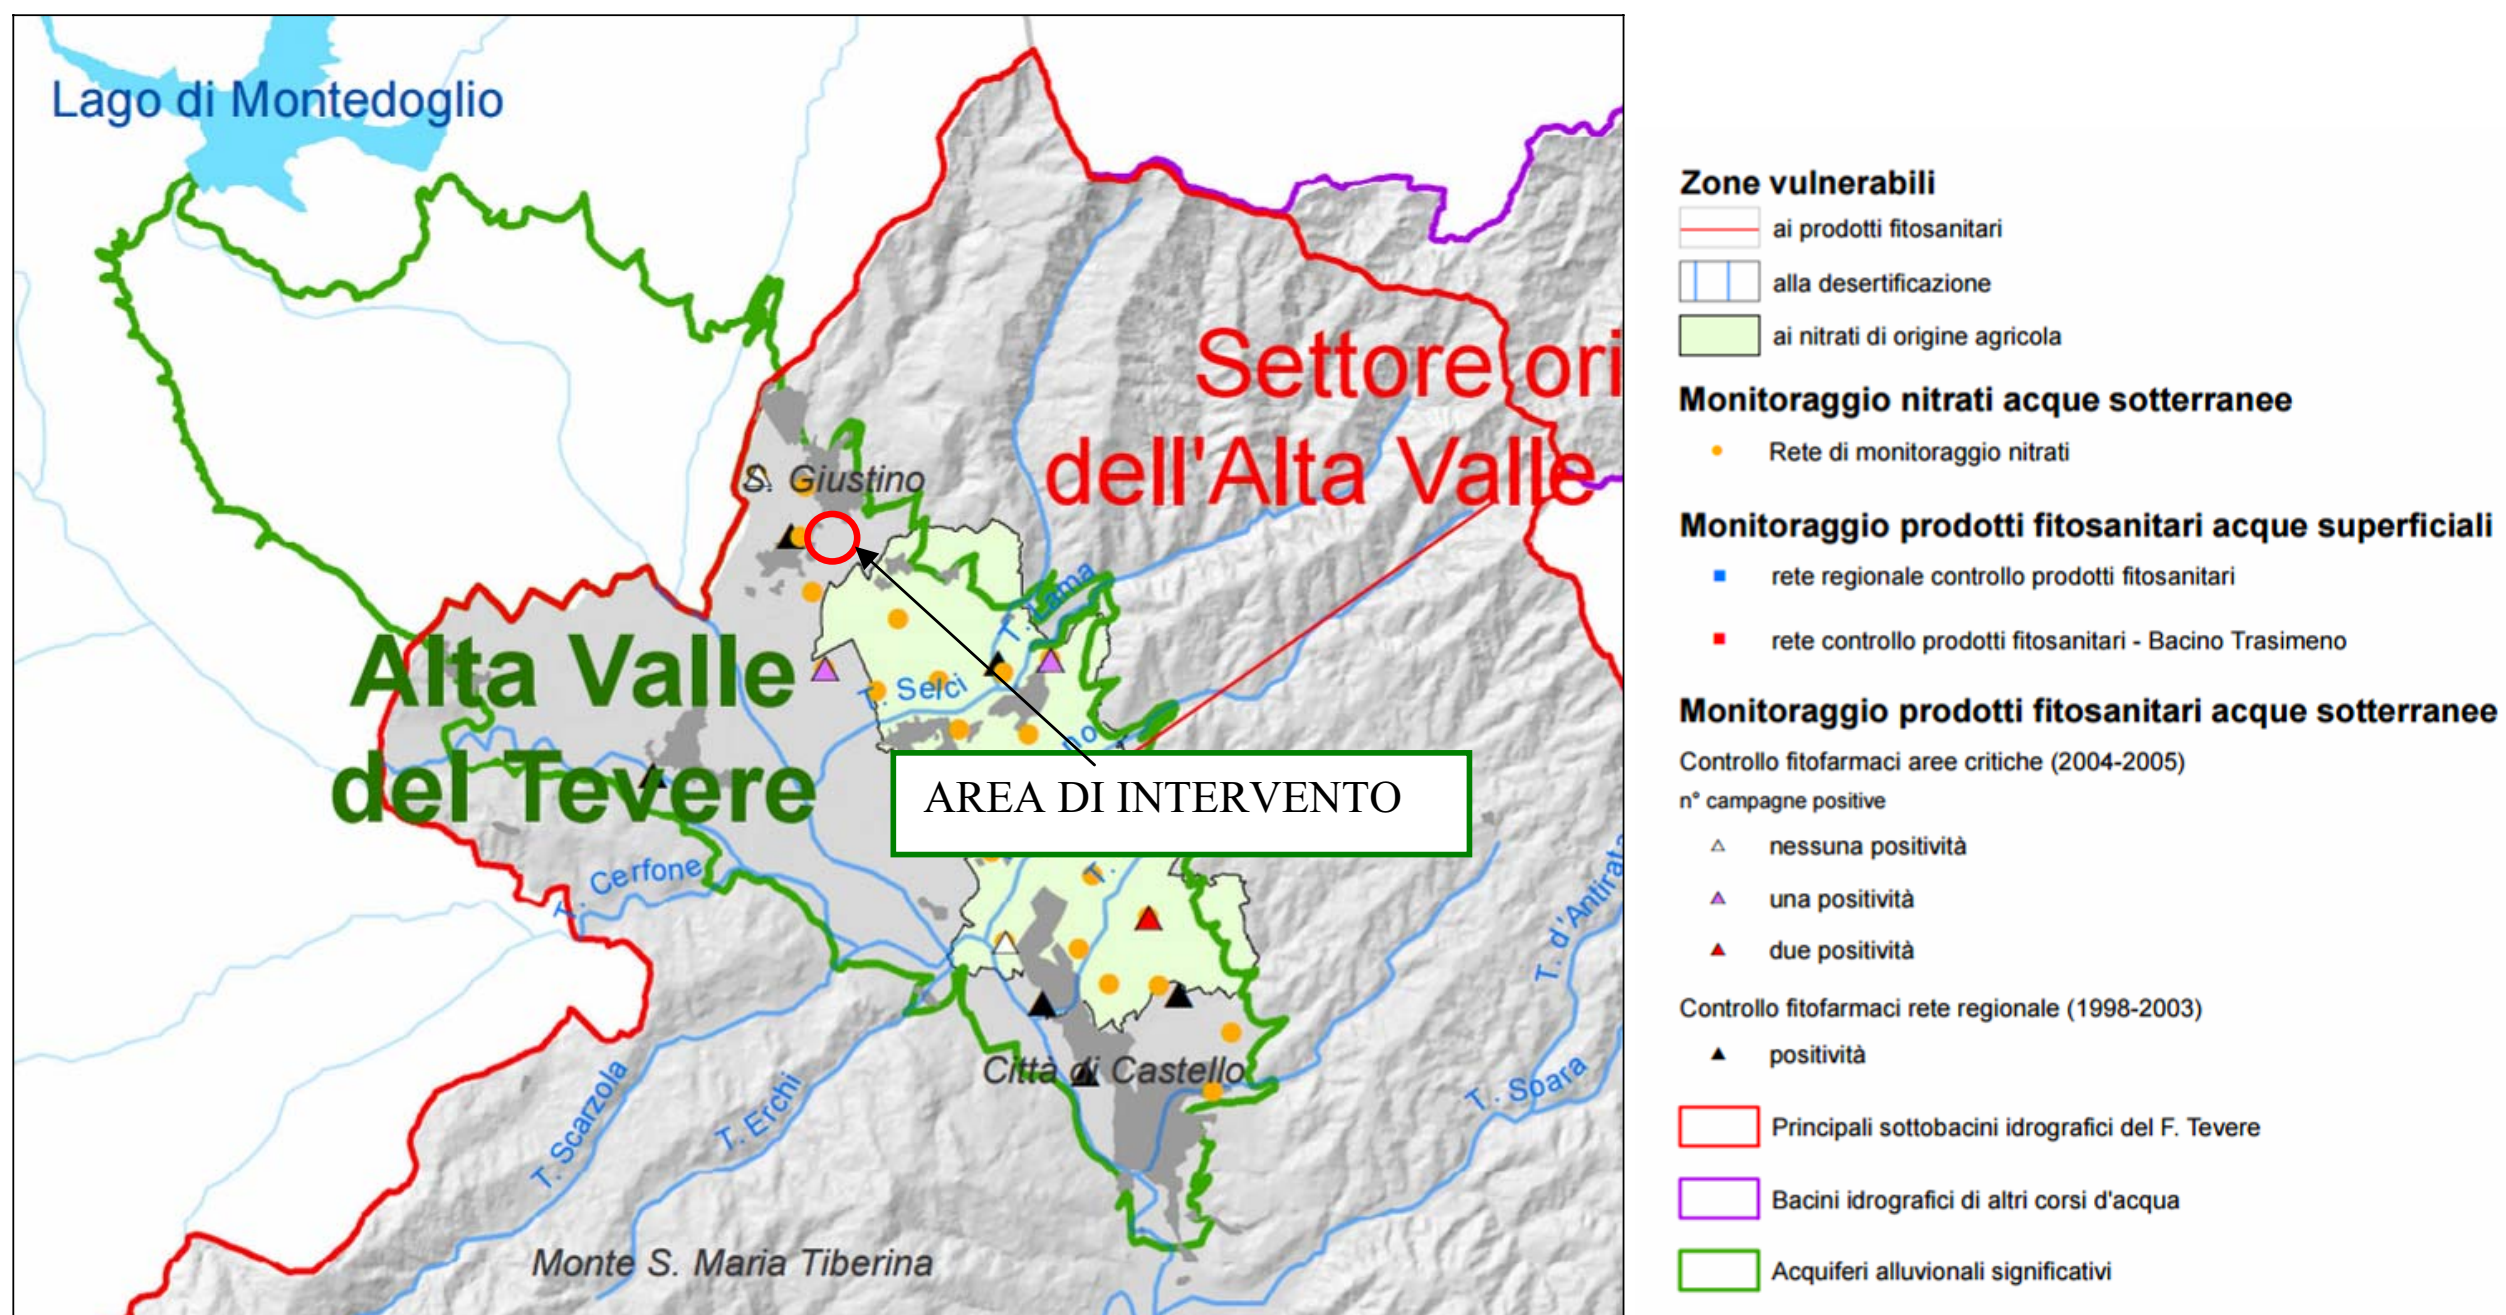 Lago di Montedoglio
Settore ori
dell'Alta Valle
S. Giustino
T. Lama
Alta Valle
del Tevere
T. Selci
no
AREA DI INTERVENTO
T. Cerfone
T.
T. d'Antirata
Città di Castello
T. Soara
T. Scarzola
T. Erchi
Monte S. Maria Tiberina
Zone vulnerabili
ai prodotti fitosanitari
alla desertificazione
ai nitrati di origine agricola
Monitoraggio nitrati acque sotterranee
Rete di monitoraggio nitrati
Monitoraggio prodotti fitosanitari acque superficiali
rete regionale controllo prodotti fitosanitari
rete controllo prodotti fitosanitari - Bacino Trasimeno
Monitoraggio prodotti fitosanitari acque sotterranee
Controllo fitofarmaci aree critiche (2004-2005)
n° campagne positive
nessuna positività
una positività
due positività
Controllo fitofarmaci rete regionale (1998-2003)
positività
Principali sottobacini idrografici del F. Tevere
Bacini idrografici di altri corsi d'acqua
Acquiferi alluvionali significativi